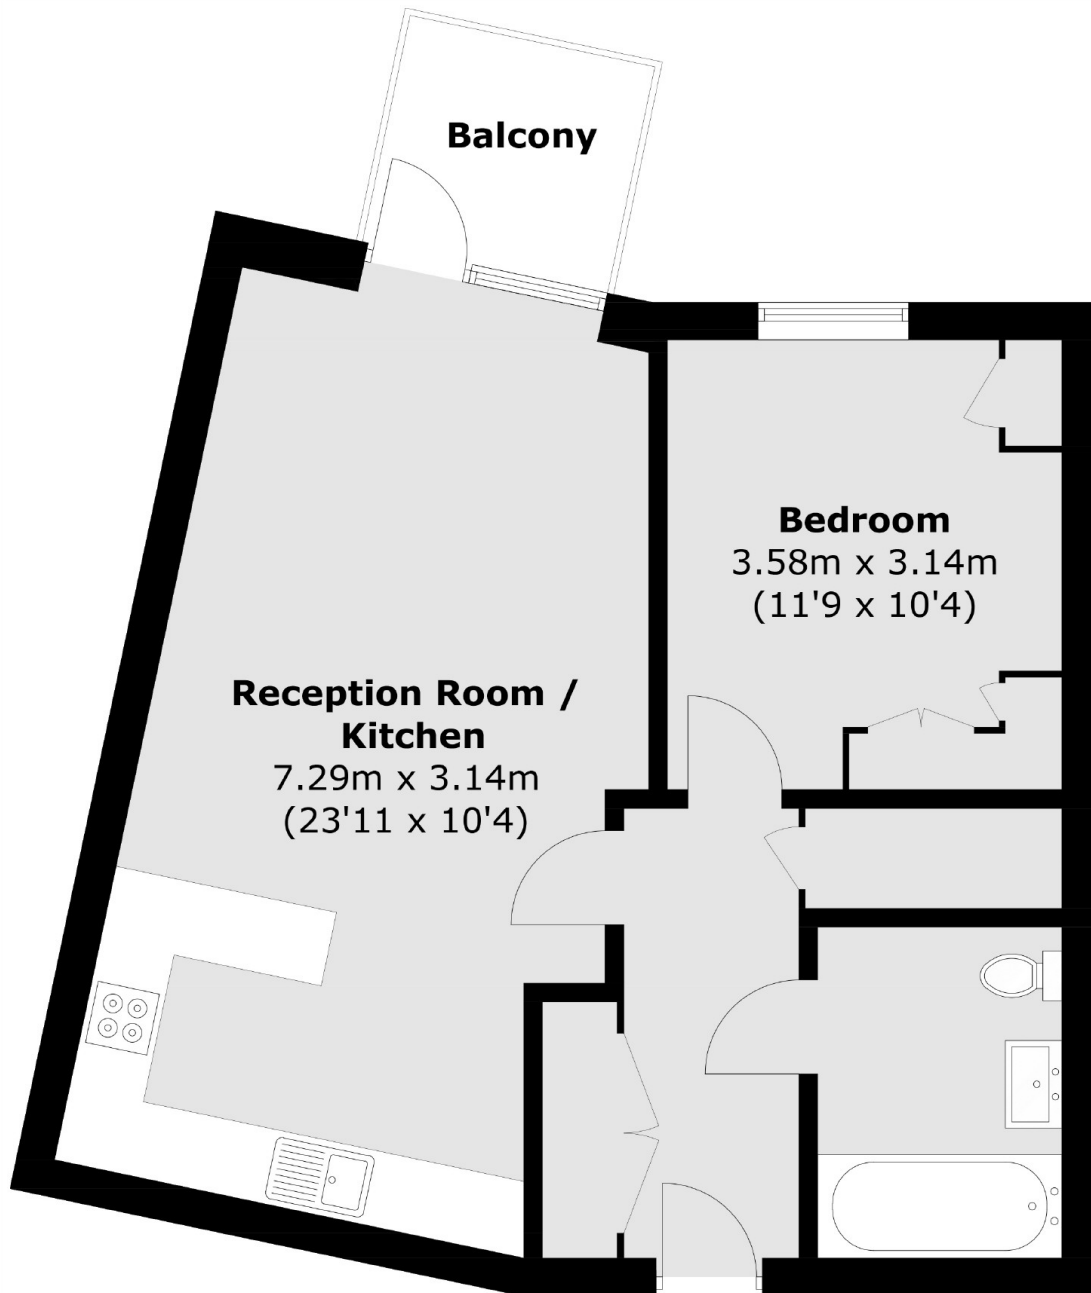 Balcony
Bedroom
3.58m x 3.14m
(11'9 x 10'4)
Reception Room /
Kitchen
7.29m x 3.14m
(23'11 x 10'4)